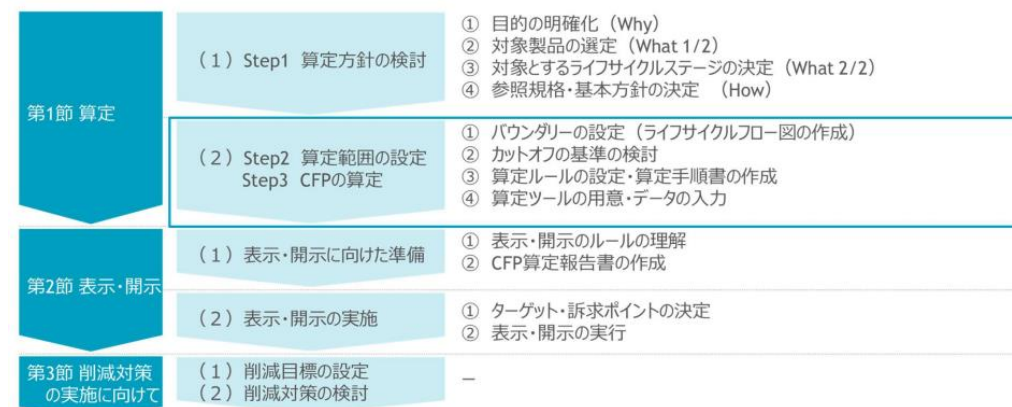 第1節 算定
(1) Step1 算定方針の検討
① 目的の明確化(Why)
② 対象製品の選定(What 1/2)
③ 対象とするライフサイクルステージの決定(What 2/2)
④ 参照規格・基本方針の決定 (How)
(2) Step2 算定範囲の設定
Step3 CFPの算定
① バウンダリーの設定(ライフサイクルフロー図の作成)
② カットオフの基準の検討
③ 算定ルールの設定・算定手順書の作成
④ 算定ツールの用意・データの入力
第2節 表示・開示
(1) 表示・開示に向けた準備
① 表示・開示のルールの理解
② CFP算定報告書の作成
(2) 表示・開示の実施
① ターゲット・訴求ポイントの決定
② 表示・開示の実行
第3節 削減対策
の実施に向けて
(1) 削減目標の設定
(2) 削減対策の検討
–